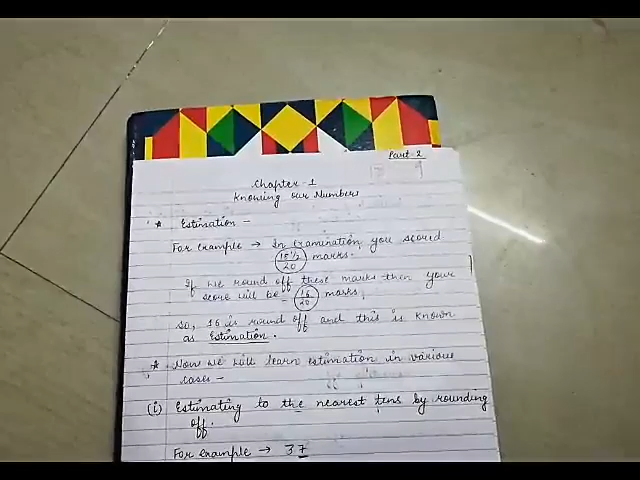 Part-2
Chapter-1
Knowing our Numbers
* Estimation -
For example → In examination, you scored
15½/20 marks.
If we round off these marks then your
score will be - 16/20 marks,
So, 16 is round off and this is known
as Estimation.
* Now we will learn estimation in various
cases -
(i) Estimating to the nearest tens by rounding
off.
For example → 37